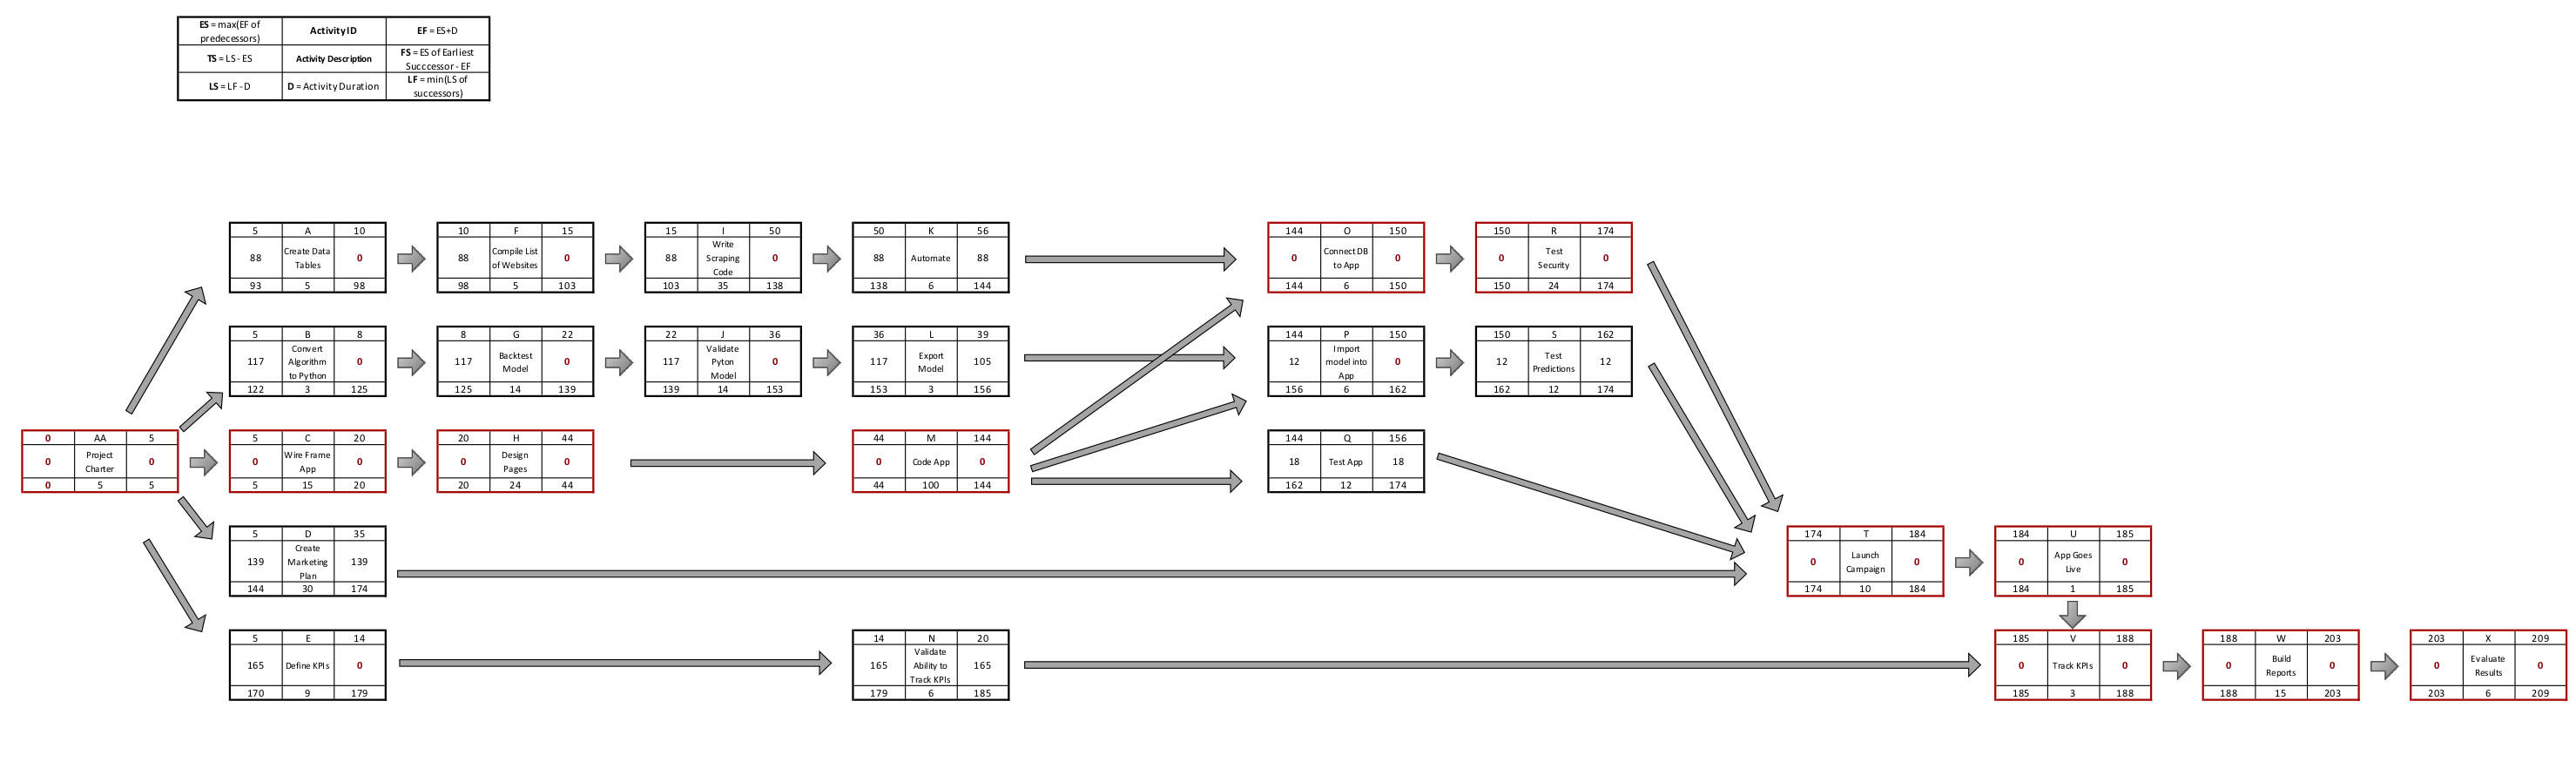 ES = max(EF of
predecessors)
Activity ID
EF = ES+D
TS = LS - ES
Activity Description
FS = ES of Earliest
Succcessor - EF
LS = LF - D
D = Activity Duration
LF = min(LS of
successors)
5 A 10
88 Create Data
Tables 0
93 5 98
10 F 15
88 Compile List
of Websites 0
98 5 103
15 I 50
88 Write
Scraping
Code 0
103 35 138
50 K 56
88 Automate 88
138 6 144
144 O 150
0 Connect DB
to App 0
144 6 150
150 R 174
0 Test
Security 0
150 24 174
5 B 8
117 Convert
Algorithm
to Python 0
122 3 125
8 G 22
117 Backtest
Model 0
125 14 139
22 J 36
117 Validate
Pyton
Model 0
139 14 153
36 L 39
117 Export
Model 105
153 3 156
144 P 150
12 Import
model into
App 0
156 6 162
150 S 162
12 Test
Predictions 12
162 12 174
0 AA 5
0 Project
Charter 0
0 5 5
5 C 20
0 Wire Frame
App 0
5 15 20
20 H 44
0 Design
Pages 0
20 24 44
44 M 144
0 Code App 0
44 100 144
144 Q 156
18 Test App 18
162 12 174
5 D 35
139 Create
Marketing
Plan 139
144 30 174
174 T 184
0 Launch
Campaign 0
174 10 184
184 U 185
0 App Goes
Live 0
184 1 185
5 E 14
165 Define KPIs 0
170 9 179
14 N 20
165 Validate
Ability to
Track KPIs 165
179 6 185
185 V 188
0 Track KPIs 0
185 3 188
188 W 203
0 Build
Reports 0
188 15 203
203 X 209
0 Evaluate
Results 0
203 6 209